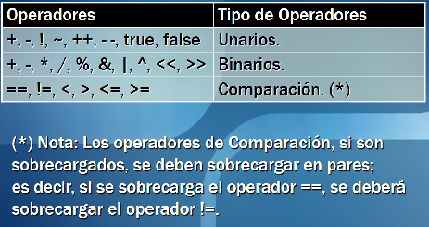 Operadores Tipo de Operadores
+, -, !, ~, ++, --, true, false Unarios.
+, -, *, /, %, &, |, ^, <<, >> Binarios.
==, !=, <, >, <=, >= Comparación. (*)
(*) Nota: Los operadores de Comparación, si son
sobrecargados, se deben sobrecargar en pares;
es decir, si se sobrecarga el operador ==, se deberá
sobrecargar el operador !=.